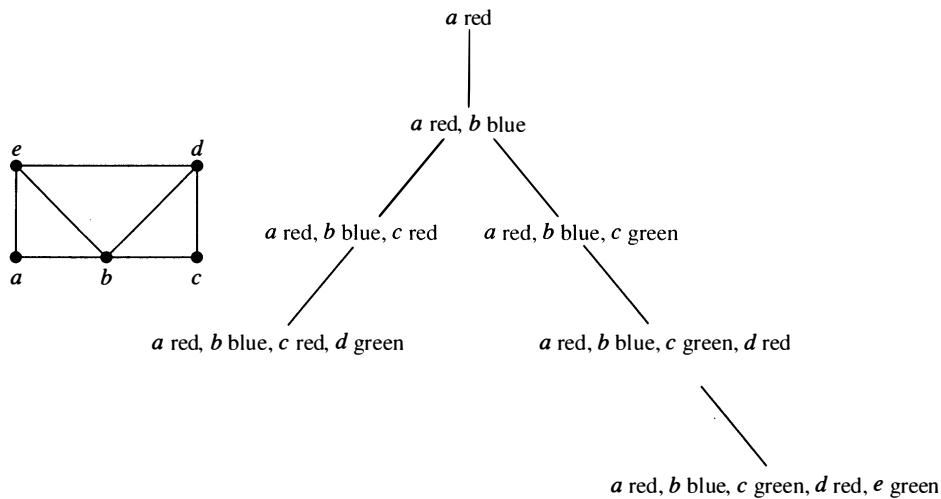 a red
a red, b blue
e d
a red, b blue, c red a red, b blue, c green
a b c
a red, b blue, c red, d green a red, b blue, c green, d red
a red, b blue, c green, d red, e green